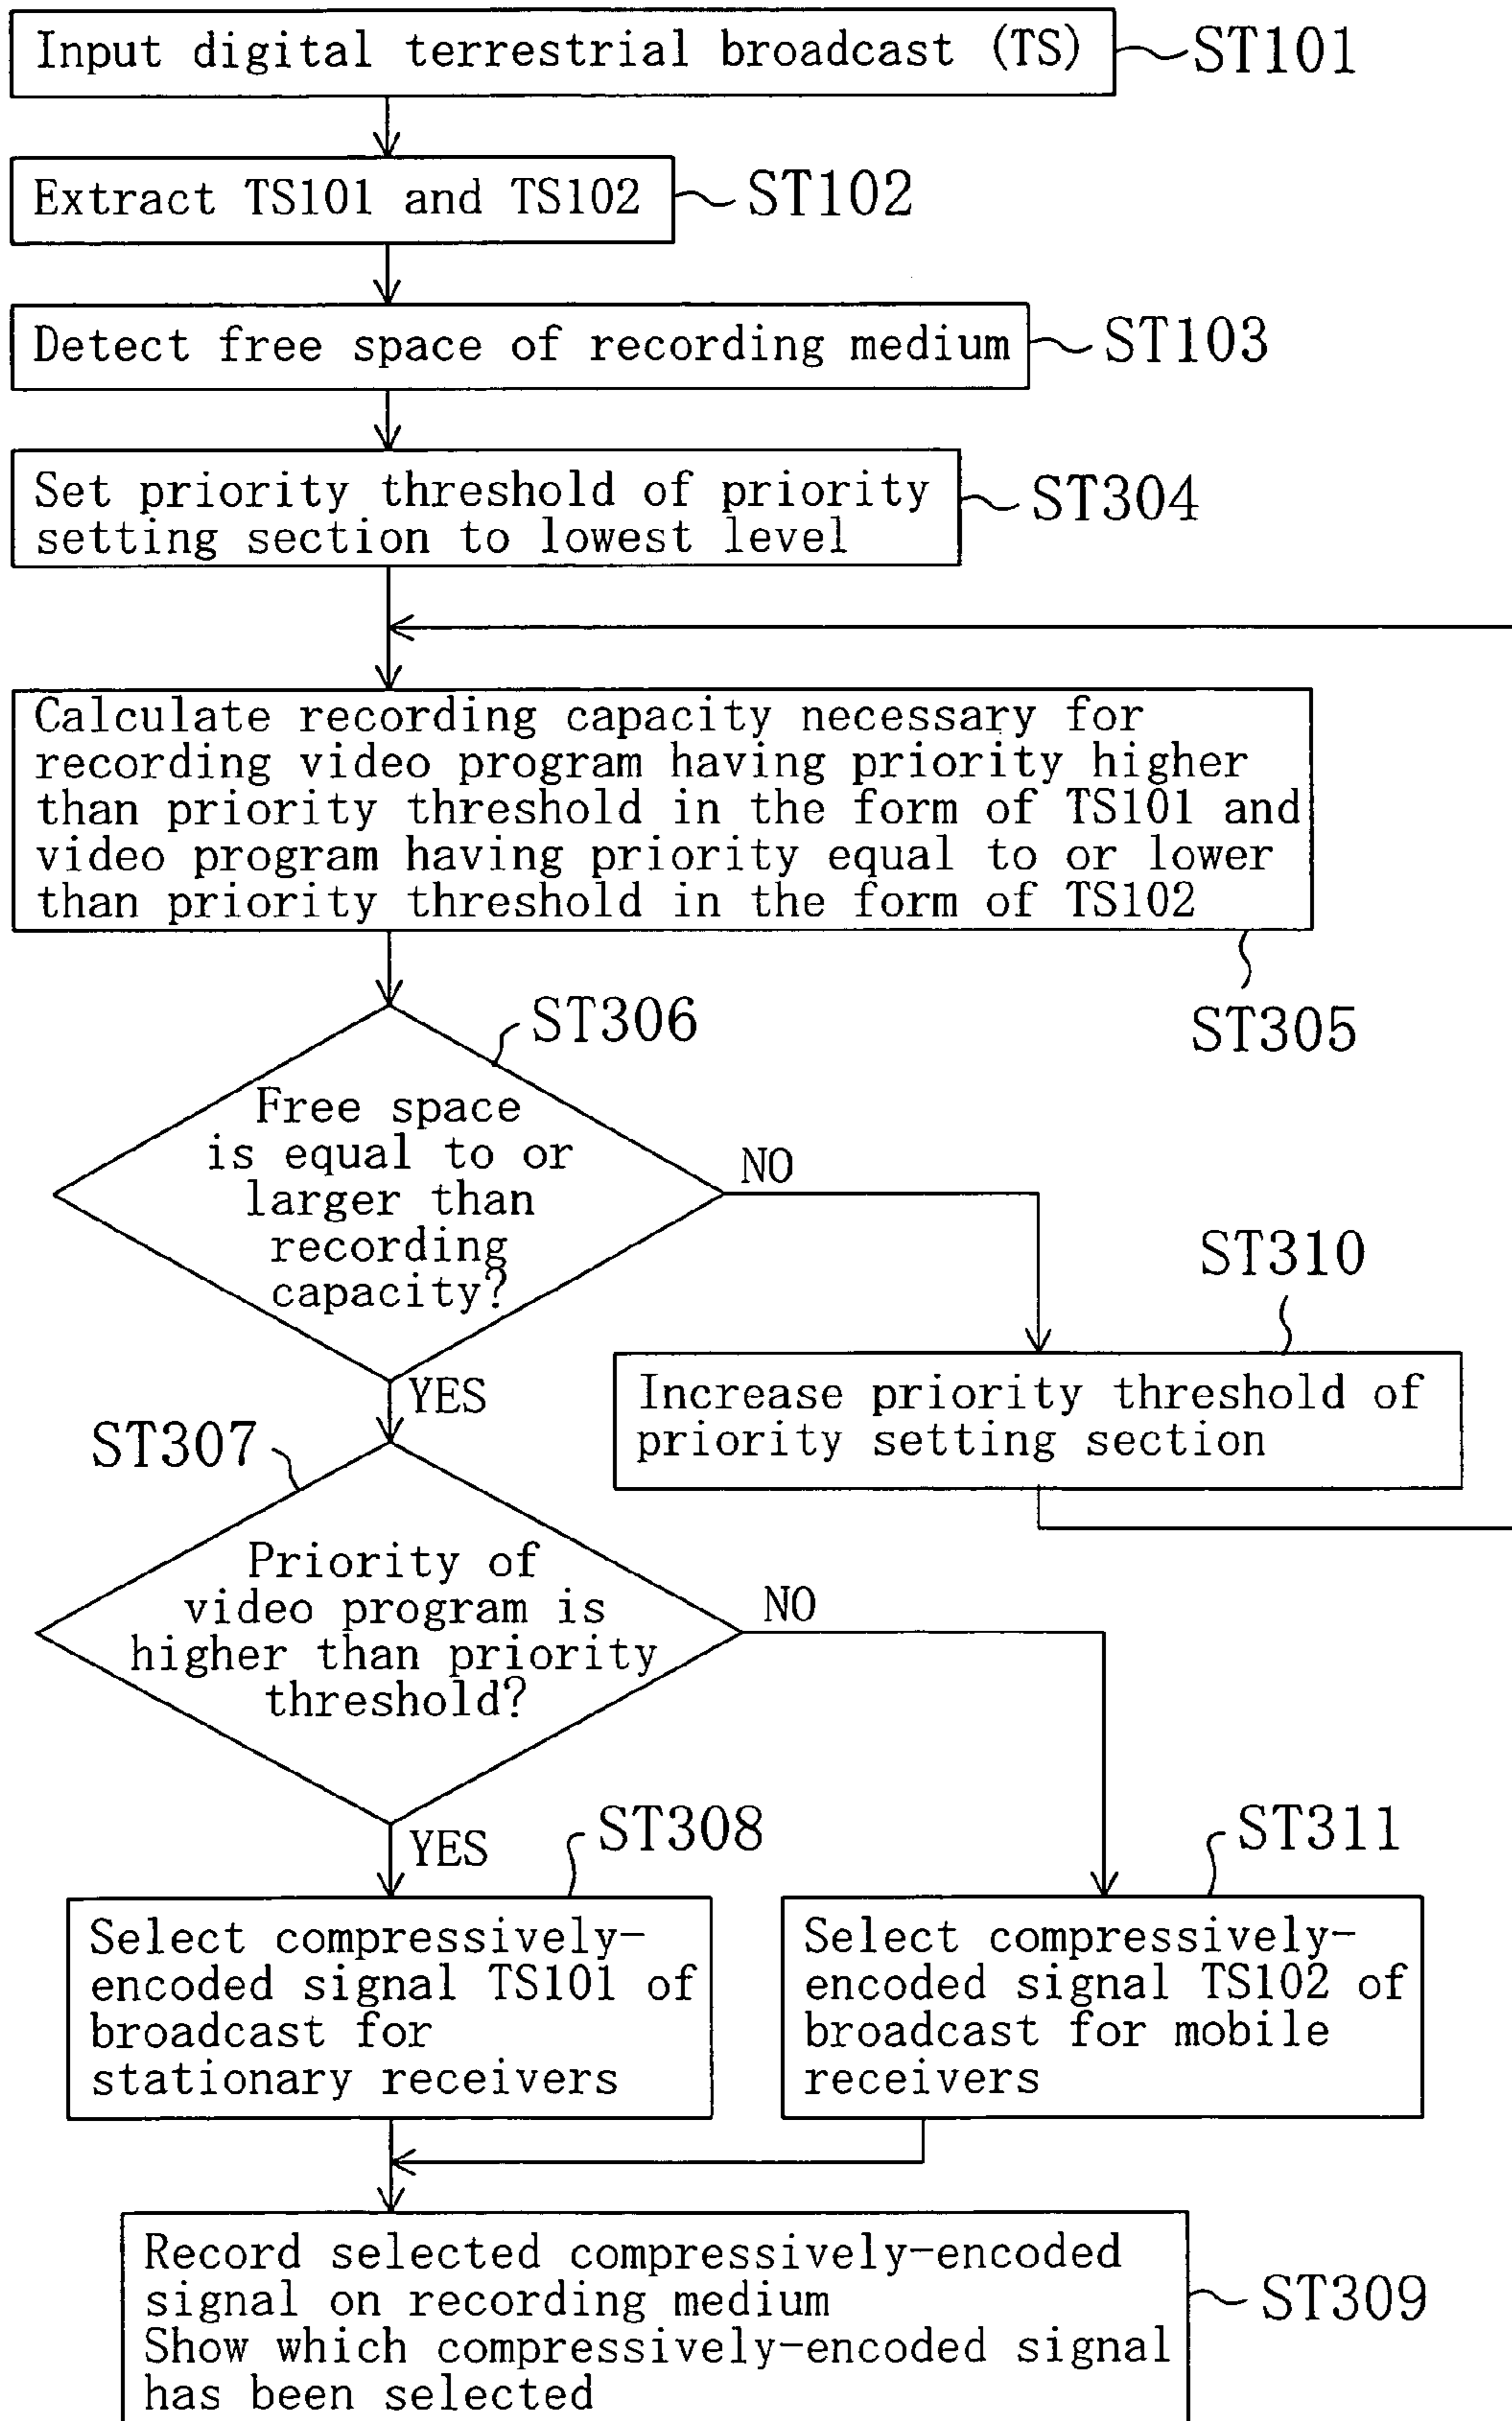 Input digital terrestrial broadcast (TS)
ST101
Extract TS101 and TS102
ST102
Detect free space of recording medium
ST103
Set priority threshold of priority
setting section to lowest level
ST304
Calculate recording capacity necessary for
recording video program having priority higher
than priority threshold in the form of TS101 and
video program having priority equal to or lower
than priority threshold in the form of TS102
ST305
ST306
Free space
is equal to or
larger than
recording
capacity?
NO
YES
ST310
Increase priority threshold of
priority setting section
ST307
Priority of
video program is
higher than priority
threshold?
NO
YES
ST308
Select compressively-
encoded signal TS101 of
broadcast for
stationary receivers
ST311
Select compressively-
encoded signal TS102 of
broadcast for mobile
receivers
Record selected compressively-encoded
signal on recording medium
Show which compressively-encoded signal
has been selected
ST309